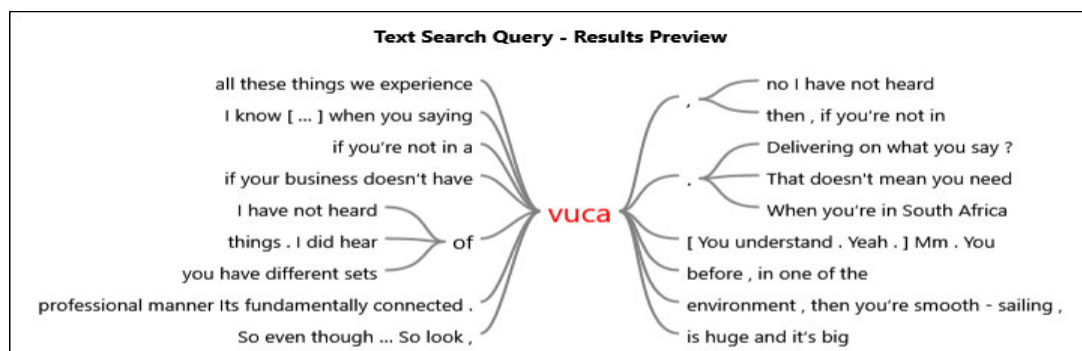 Text Search Query - Results Preview
all these things we experience
I know [ ... ] when you saying
if you're not in a
if your business doesn't have
I have not heard
things . I did hear
you have different sets
of
professional manner Its fundamentally connected .
So even though ... So look ,
vuca
,
no I have not heard
then , if you're not in
.
Delivering on what you say ?
That doesn't mean you need
When you're in South Africa
[ You understand . Yeah . ] Mm . You
before , in one of the
environment , then you're smooth - sailing ,
is huge and it's big